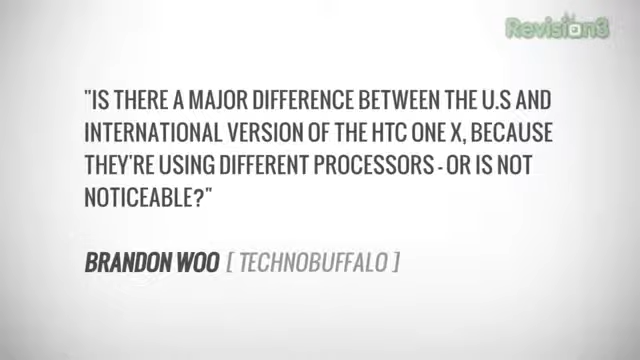 Revision3
"IS THERE A MAJOR DIFFERENCE BETWEEN THE U.S AND
INTERNATIONAL VERSION OF THE HTC ONE X, BECAUSE
THEY'RE USING DIFFERENT PROCESSORS - OR IS NOT
NOTICEABLE?"
BRANDON WOO [ TECHNOBUFFALO ]